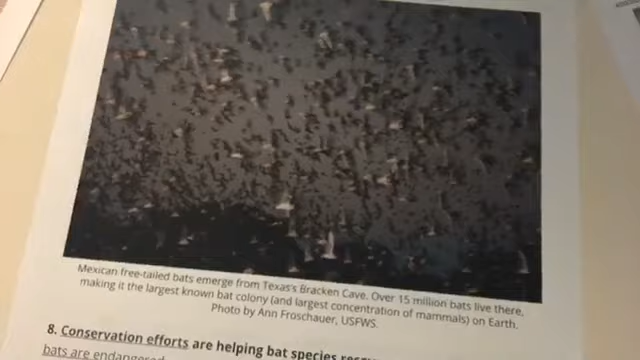 Mexican free-tailed bats emerge from Texas's Bracken Cave. Over 15 million bats live there,
making it the largest known bat colony (and largest concentration of mammals) on Earth.
Photo by Ann Froschauer, USFWS.
8. Conservation efforts are helping bat species
bats are endangered